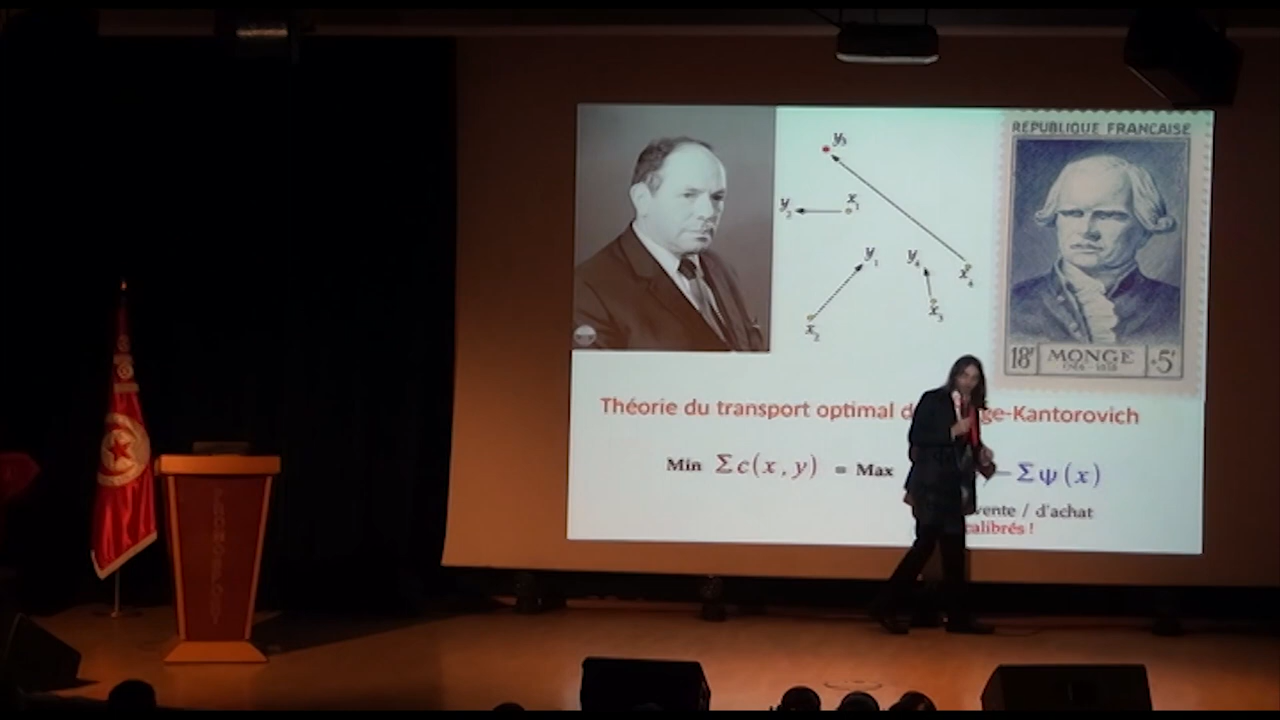 RÉPUBLIQUE FRANÇAISE
y₃
y₂ x₁
y₁ y₄
x₄
x₃
x₂
18ᶠ MONGE +5ᶠ
Théorie du transport optimal d ge-Kantorovich
Min Σc(x, y) = Max – Σψ(x)
vente / d'achat
calibrés !